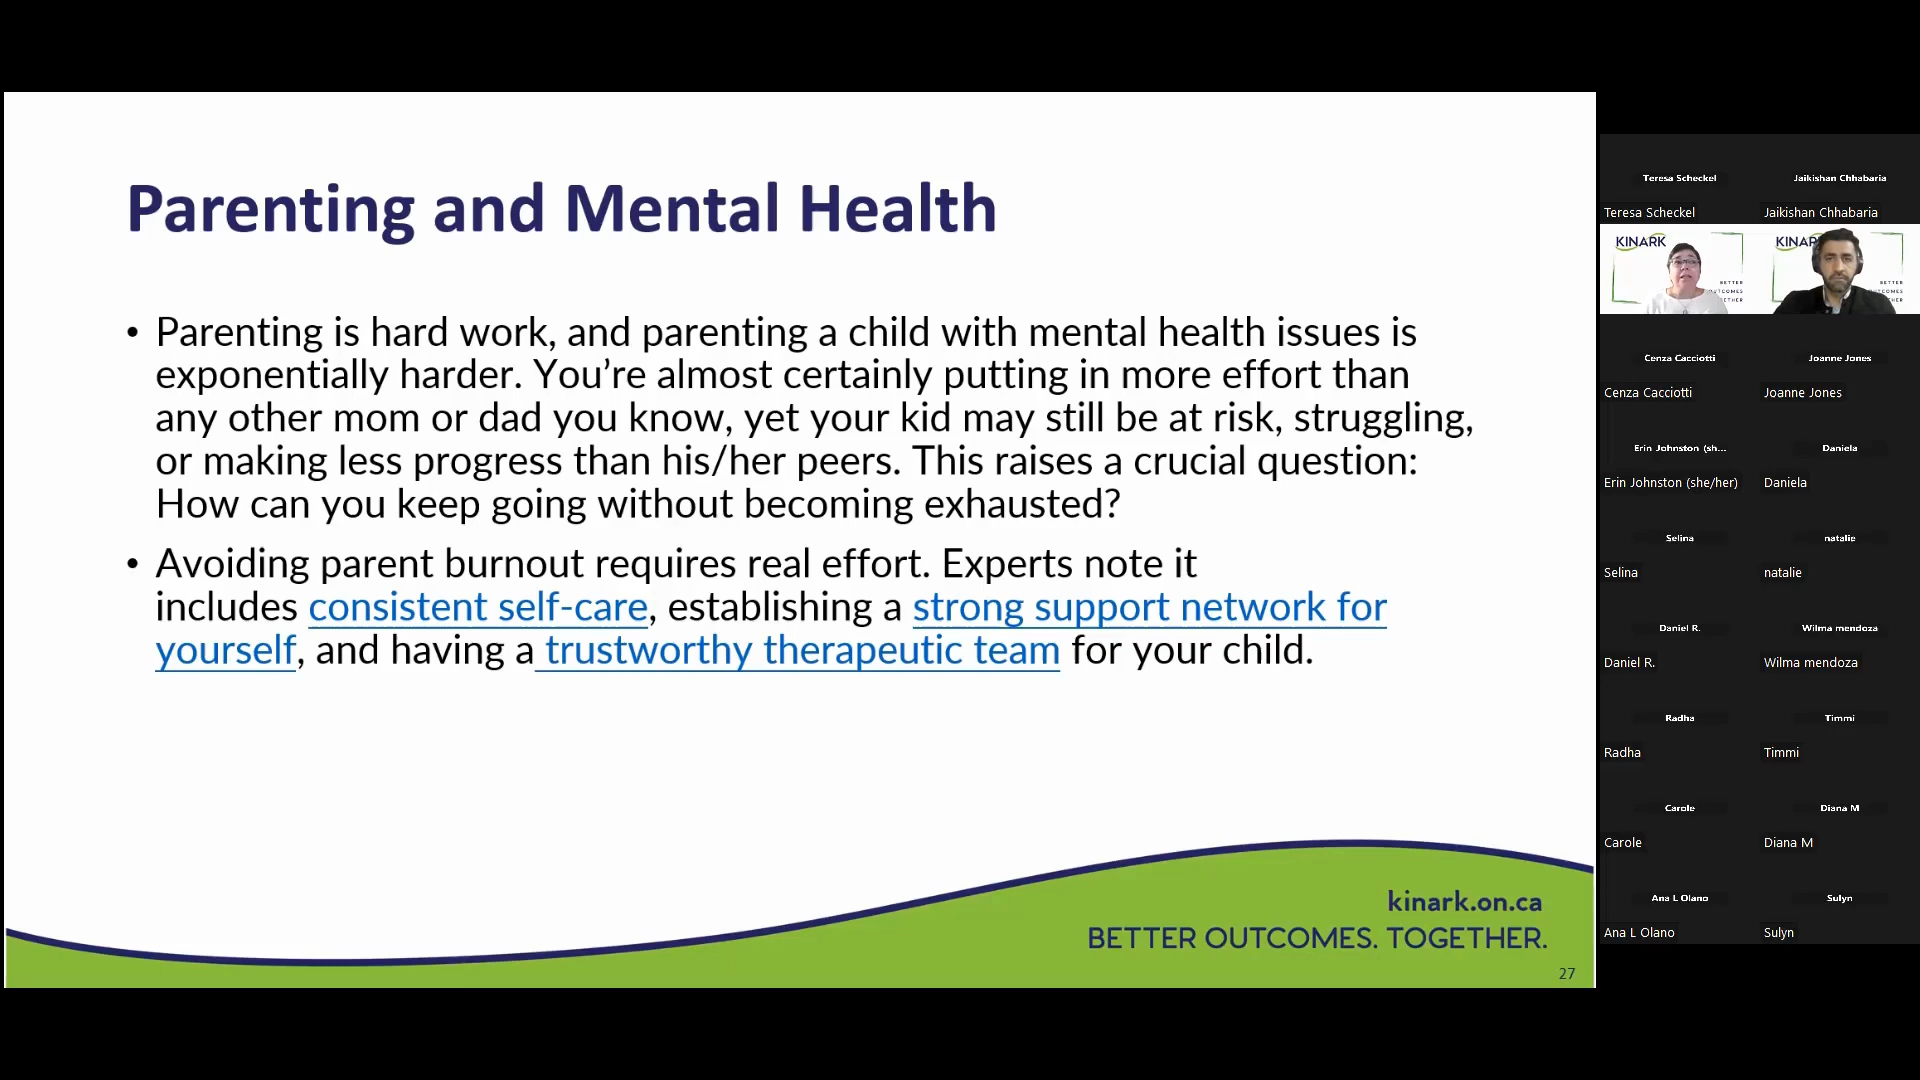 Parenting and Mental Health
• Parenting is hard work, and parenting a child with mental health issues is
exponentially harder. You’re almost certainly putting in more effort than
any other mom or dad you know, yet your kid may still be at risk, struggling,
or making less progress than his/her peers. This raises a crucial question:
How can you keep going without becoming exhausted?
• Avoiding parent burnout requires real effort. Experts note it
includes consistent self-care, establishing a strong support network for
yourself, and having a trustworthy therapeutic team for your child.
kinark.on.ca
BETTER OUTCOMES. TOGETHER.
27
Teresa Scheckel
Jaikishan Chhabaria
Teresa Scheckel
Jaikishan Chhabaria
KINARK
BETTER
OUTCOMES
KINAR
BETTER
Cenza Cacciotti
Joanne Jones
Cenza Cacciotti
Joanne Jones
Erin Johnston (sh...
Daniela
Erin Johnston (she/her)
Daniela
Selina
natalie
Selina
natalie
Daniel R.
Wilma mendoza
Daniel R.
Wilma mendoza
Radha
Timmi
Radha
Timmi
Carole
Diana M
Carole
Diana M
Ana L Olano
Sulyn
Ana L Olano
Sulyn